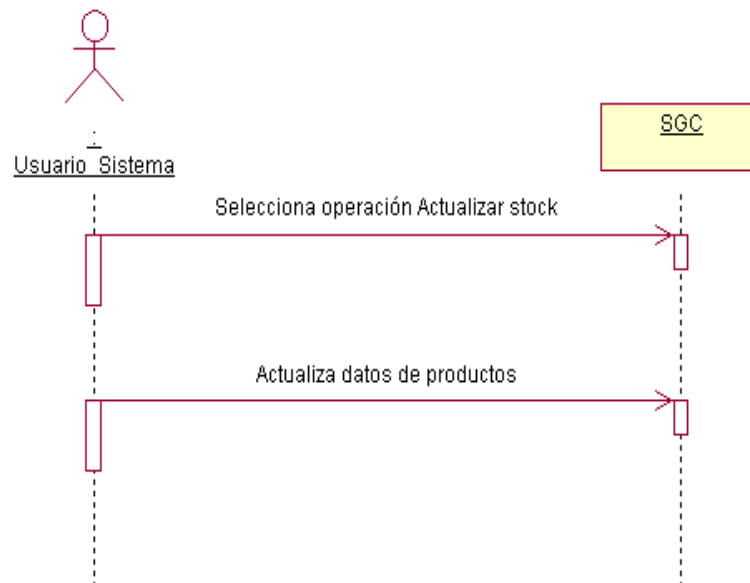 SGC
:
Usuario_Sistema
Selecciona operación Actualizar stock
Actualiza datos de productos